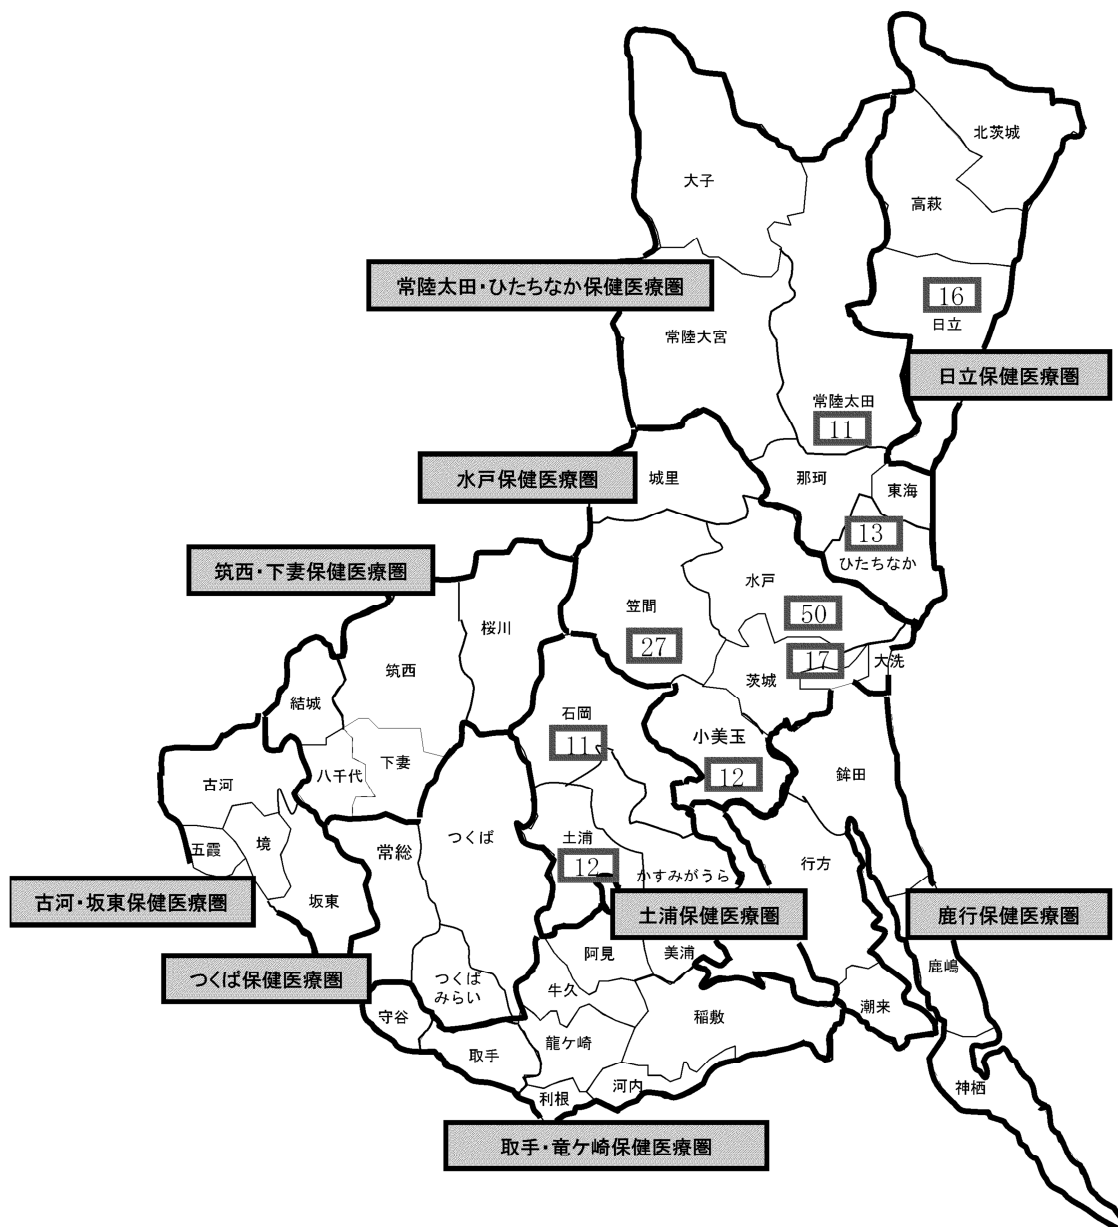 北茨城
大子
高萩
常陸太田・ひたちなか保健医療圏
16
日立
常陸大宮
日立保健医療圏
常陸太田
11
水戸保健医療圏
城里
那珂
東海
13
ひたちなか
筑西・下妻保健医療圏
水戸
笠間
50
桜川
27
17
大洗
筑西
茨城
結城
石岡
小美玉
11
下妻
八千代
12
鉾田
古河
つくば
土浦
境
五霞
常総
12
行方
かすみがうら
坂東
古河・坂東保健医療圏
土浦保健医療圏
鹿行保健医療圏
阿見
美浦
つくば保健医療圏
鹿嶋
つくば
みらい
牛久
潮来
守谷
稲敷
龍ケ崎
取手
河内
利根
神栖
取手・竜ケ崎保健医療圏